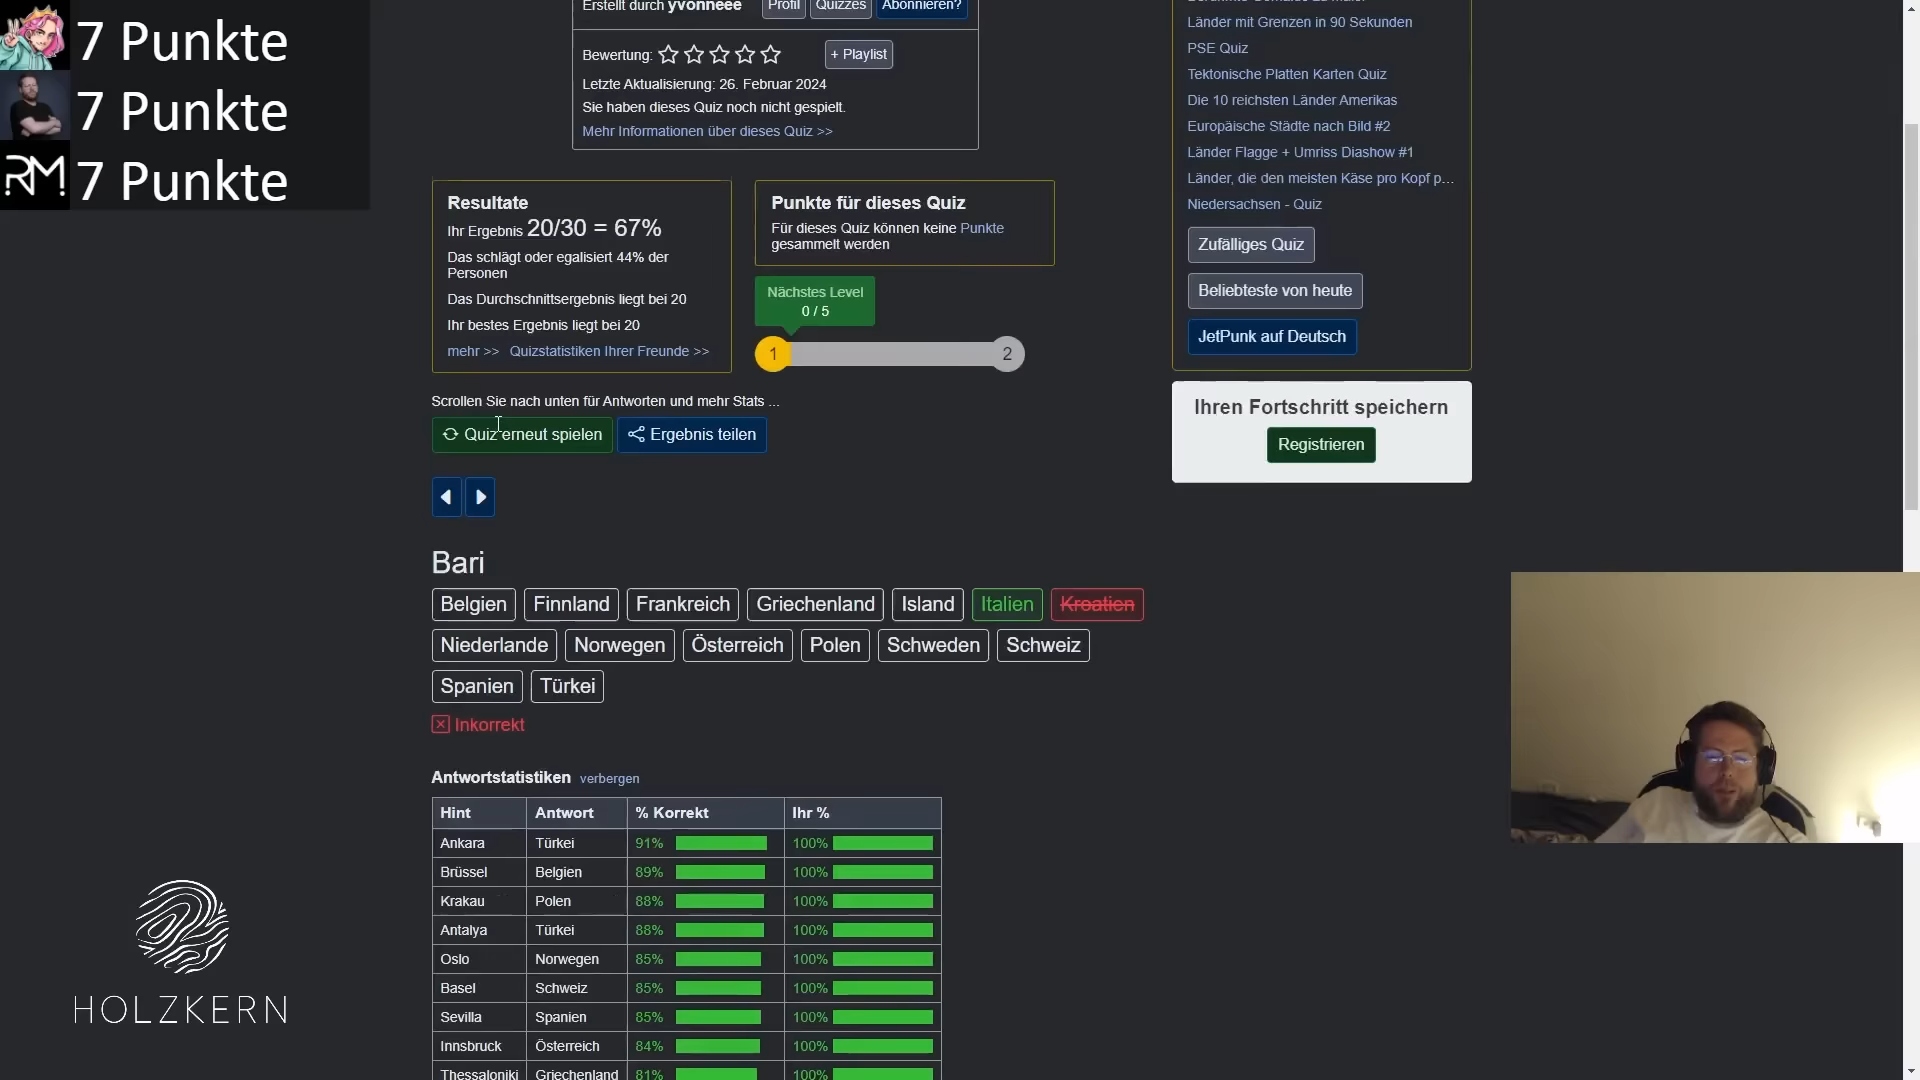 7 Punkte
7 Punkte
RM 7 Punkte
Erstellt durch yvonneee Profil Quizzes Abonnieren?
Bewertung: + Playlist
Letzte Aktualisierung: 26. Februar 2024
Sie haben dieses Quiz noch nicht gespielt.
Mehr Informationen über dieses Quiz >>
Resultate
Ihr Ergebnis 20/30 = 67%
Das schlägt oder egalisiert 44% der
Personen
Das Durchschnittsergebnis liegt bei 20
Ihr bestes Ergebnis liegt bei 20
mehr >> Quizstatistiken Ihrer Freunde >>
Punkte für dieses Quiz
Für dieses Quiz können keine Punkte
gesammelt werden
Nächstes Level
0 / 5
1 2
Scrollen Sie nach unten für Antworten und mehr Stats ...
Quiz erneut spielen Ergebnis teilen
Bari
Belgien Finnland Frankreich Griechenland Island Italien Kroatien
Niederlande Norwegen Österreich Polen Schweden Schweiz
Spanien Türkei
Inkorrekt
Antwortstatistiken verbergen
Hint Antwort % Korrekt Ihr %
Ankara Türkei 91% 100%
Brüssel Belgien 89% 100%
Krakau Polen 88% 100%
Antalya Türkei 88% 100%
Oslo Norwegen 85% 100%
Basel Schweiz 85% 100%
Sevilla Spanien 85% 100%
Innsbruck Österreich 84% 100%
Thessaloniki Griechenland 81% 100%
Länder mit Grenzen in 90 Sekunden
PSE Quiz
Tektonische Platten Karten Quiz
Die 10 reichsten Länder Amerikas
Europäische Städte nach Bild #2
Länder Flagge + Umriss Diashow #1
Länder, die den meisten Käse pro Kopf p...
Niedersachsen - Quiz
Zufälliges Quiz
Beliebteste von heute
JetPunk auf Deutsch
Ihren Fortschritt speichern
Registrieren
HOLZKERN